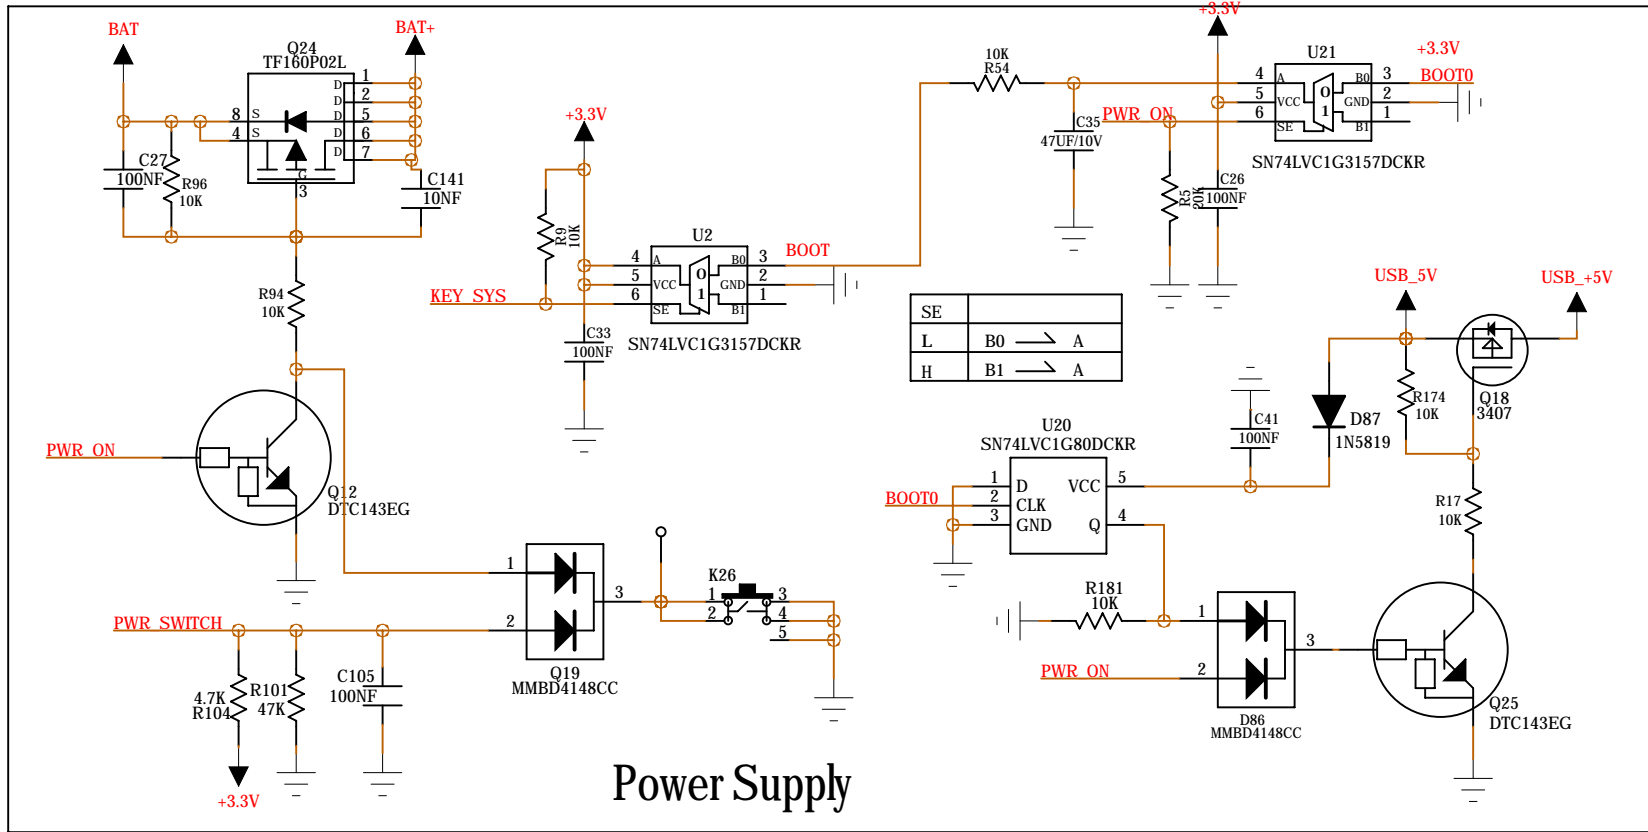 BAT
Q24
TF160P02L
BAT+
8
S
4
S
G
3
D
1
D
2
D
5
D
6
D
7
C27
100NF
R96
10K
C141
10NF
R94
10K
PWR_ON
Q12
DTC143EG
+3.3V
R9
10K
KEY_SYS
U2
4
A
B0
3
BOOT
5
VCC
0
GND
2
6
SE
1
B1
1
SN74LVC1G3157DCKR
C33
100NF
10K
R54
C35
47UF/10V
+3.3V
PWR_ON
R5
20K
C26
100NF
U21
+3.3V
4
A
B0
3
BOOT0
5
VCC
0
GND
2
6
SE
1
B1
1
SN74LVC1G3157DCKR
SE
L B0 A
H B1 A
USB_5V
USB_+5V
R174
10K
Q18
3407
D87
1N5819
C41
100NF
U20
SN74LVC1G80DCKR
1
D
VCC
5
BOOT0
2
CLK
3
GND
Q
4
R17
10K
R181
10K
1
2
3
PWR_ON
D86
MMBD4148CC
Q25
DTC143EG
PWR_SWITCH
1
2
3
Q19
MMBD4148CC
K26
1
2
3
4
5
4.7K
R104
+3.3V
R101
47K
C105
100NF
Power Supply